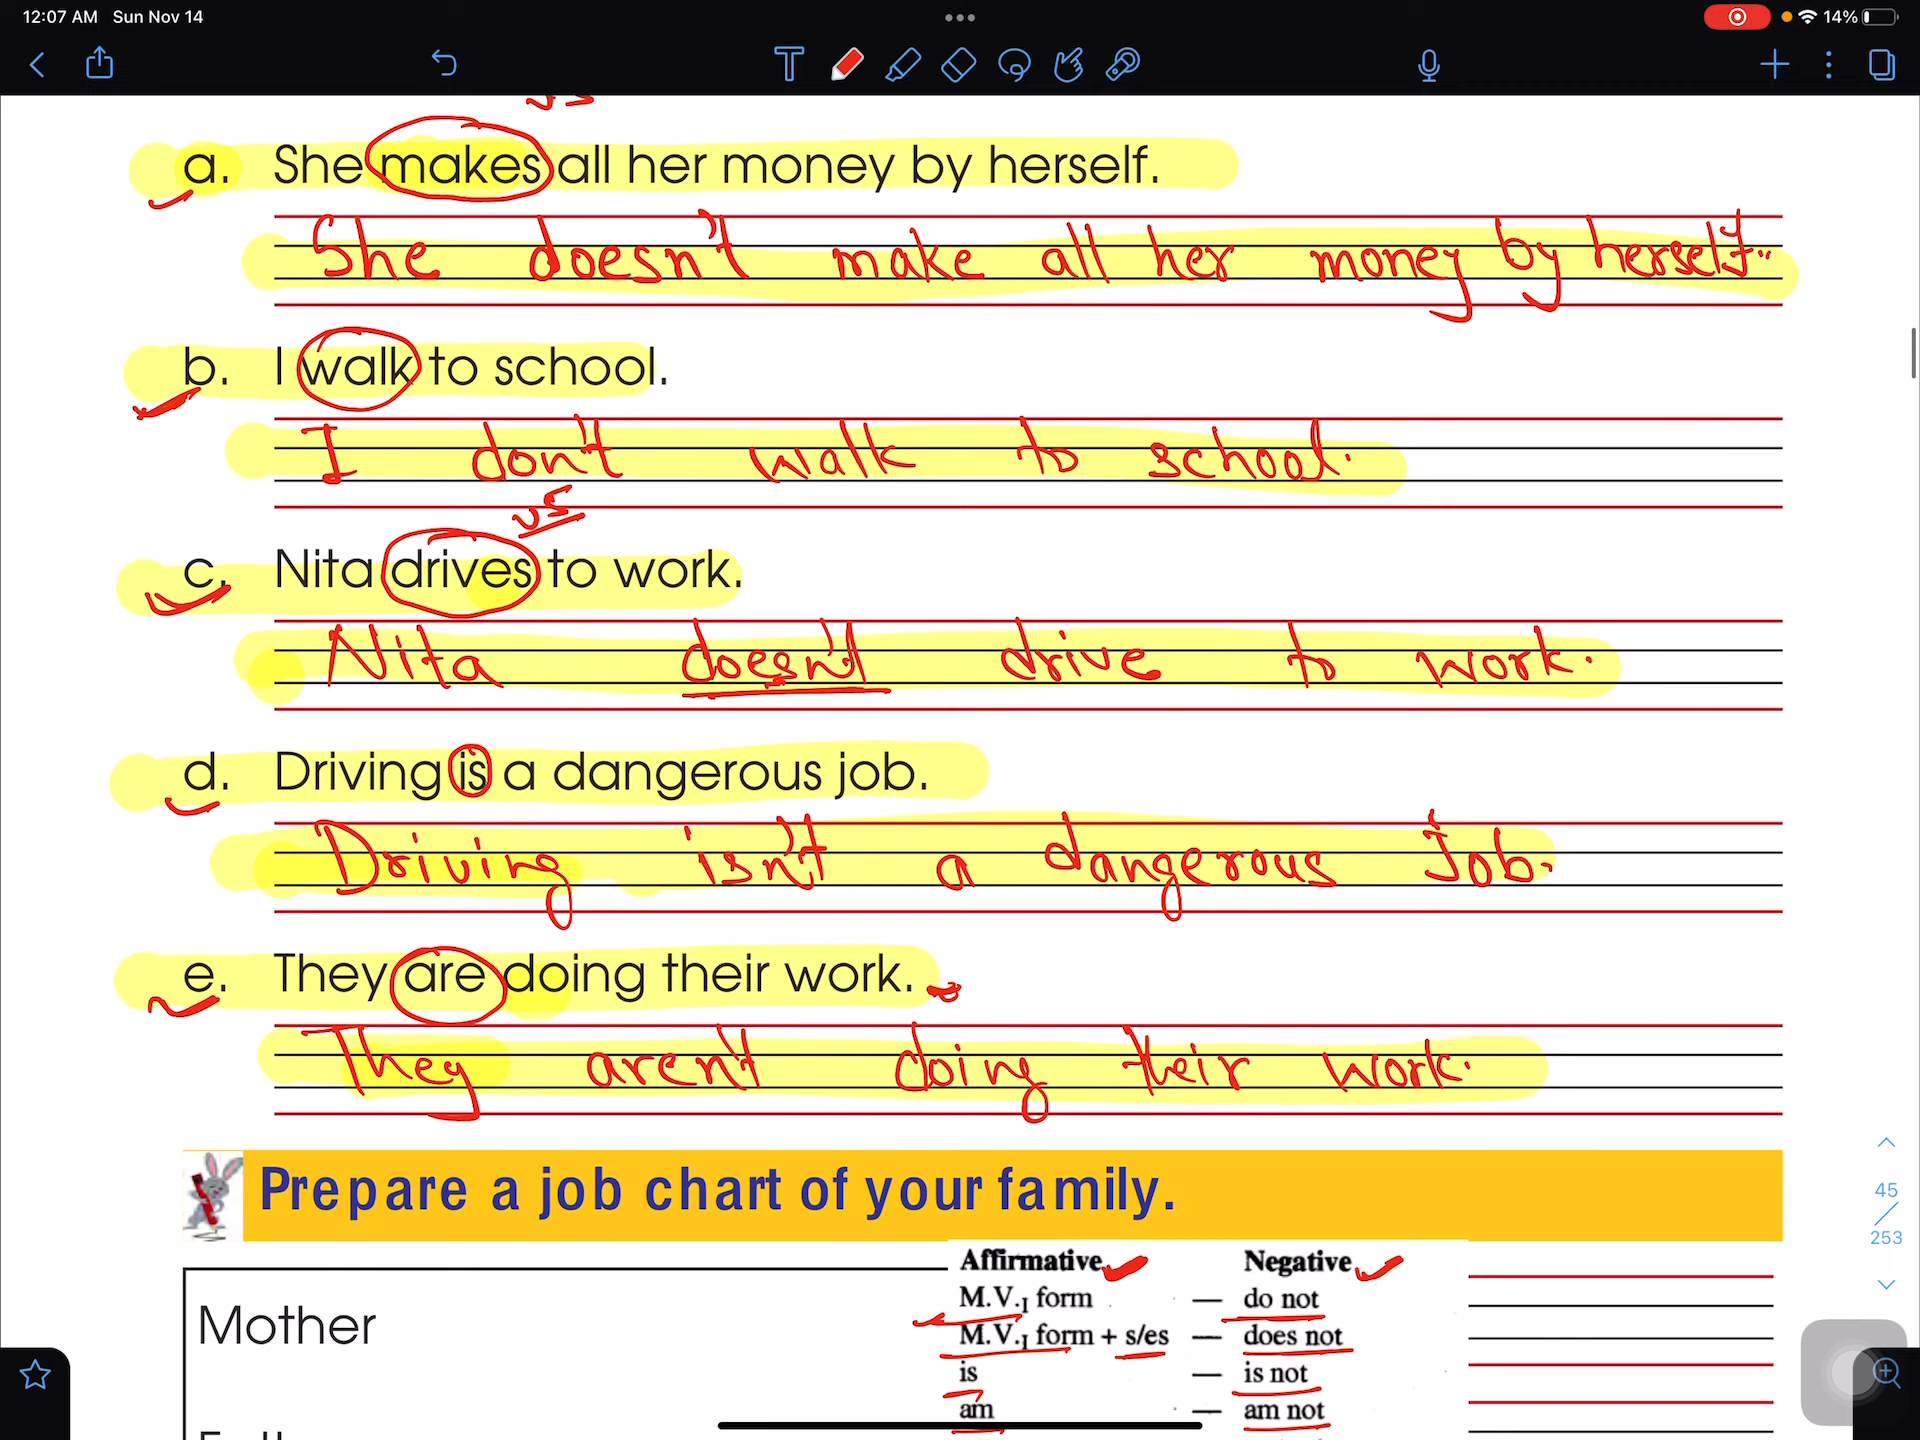 12:07 AM Sun Nov 14
14%
a. She makes all her money by herself.
She doesn't make all her money by herself.
b. I walk to school.
I don't walk to school.
v5
c. Nita drives to work.
Nita doesn't drive to work.
d. Driving is a dangerous job.
Driving isn't a dangerous Job.
e. They are doing their work.
They aren't doing their work.
Prepare a job chart of your family.
45
253
Affirmative Negative
M.V.1 form — do not
M.V.1 form + s/es — does not
is — is not
am — am not
Mother